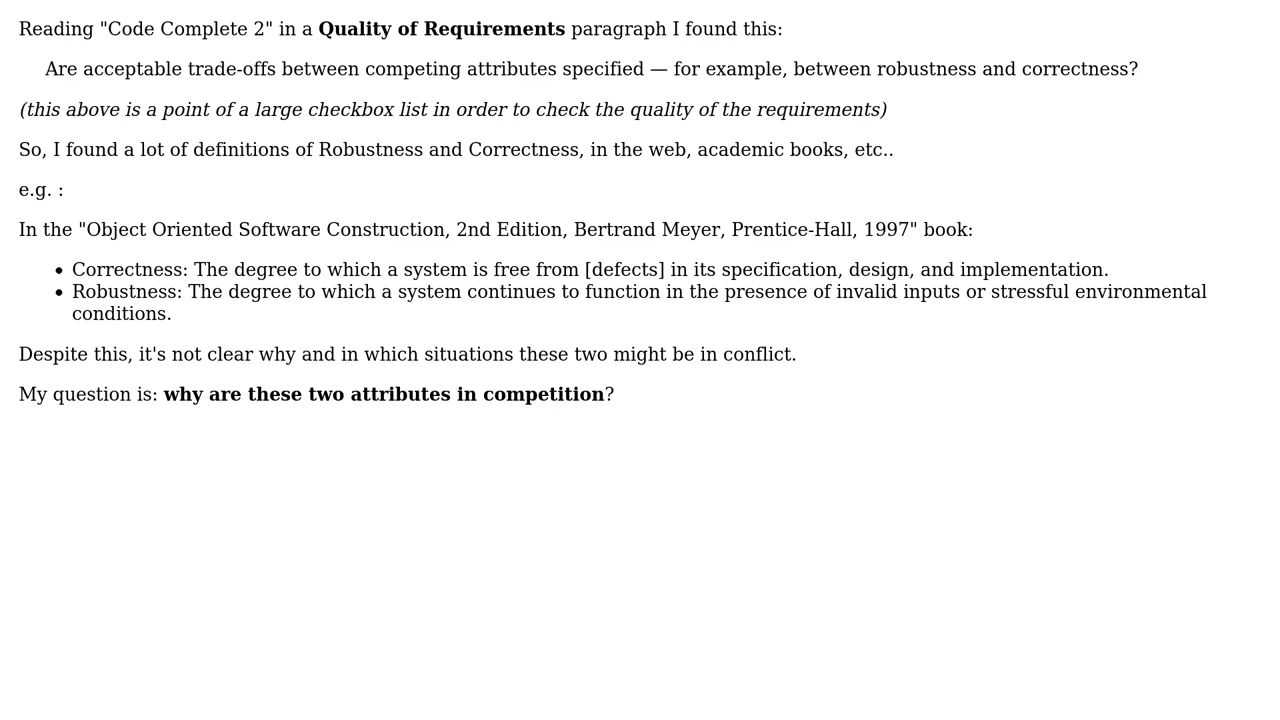 Reading "Code Complete 2" in a Quality of Requirements paragraph I found this:
Are acceptable trade-offs between competing attributes specified — for example, between robustness and correctness?
(this above is a point of a large checkbox list in order to check the quality of the requirements)
So, I found a lot of definitions of Robustness and Correctness, in the web, academic books, etc..
e.g. :
In the "Object Oriented Software Construction, 2nd Edition, Bertrand Meyer, Prentice-Hall, 1997" book:
• Correctness: The degree to which a system is free from [defects] in its specification, design, and implementation.
• Robustness: The degree to which a system continues to function in the presence of invalid inputs or stressful environmental
conditions.
Despite this, it's not clear why and in which situations these two might be in conflict.
My question is: why are these two attributes in competition?